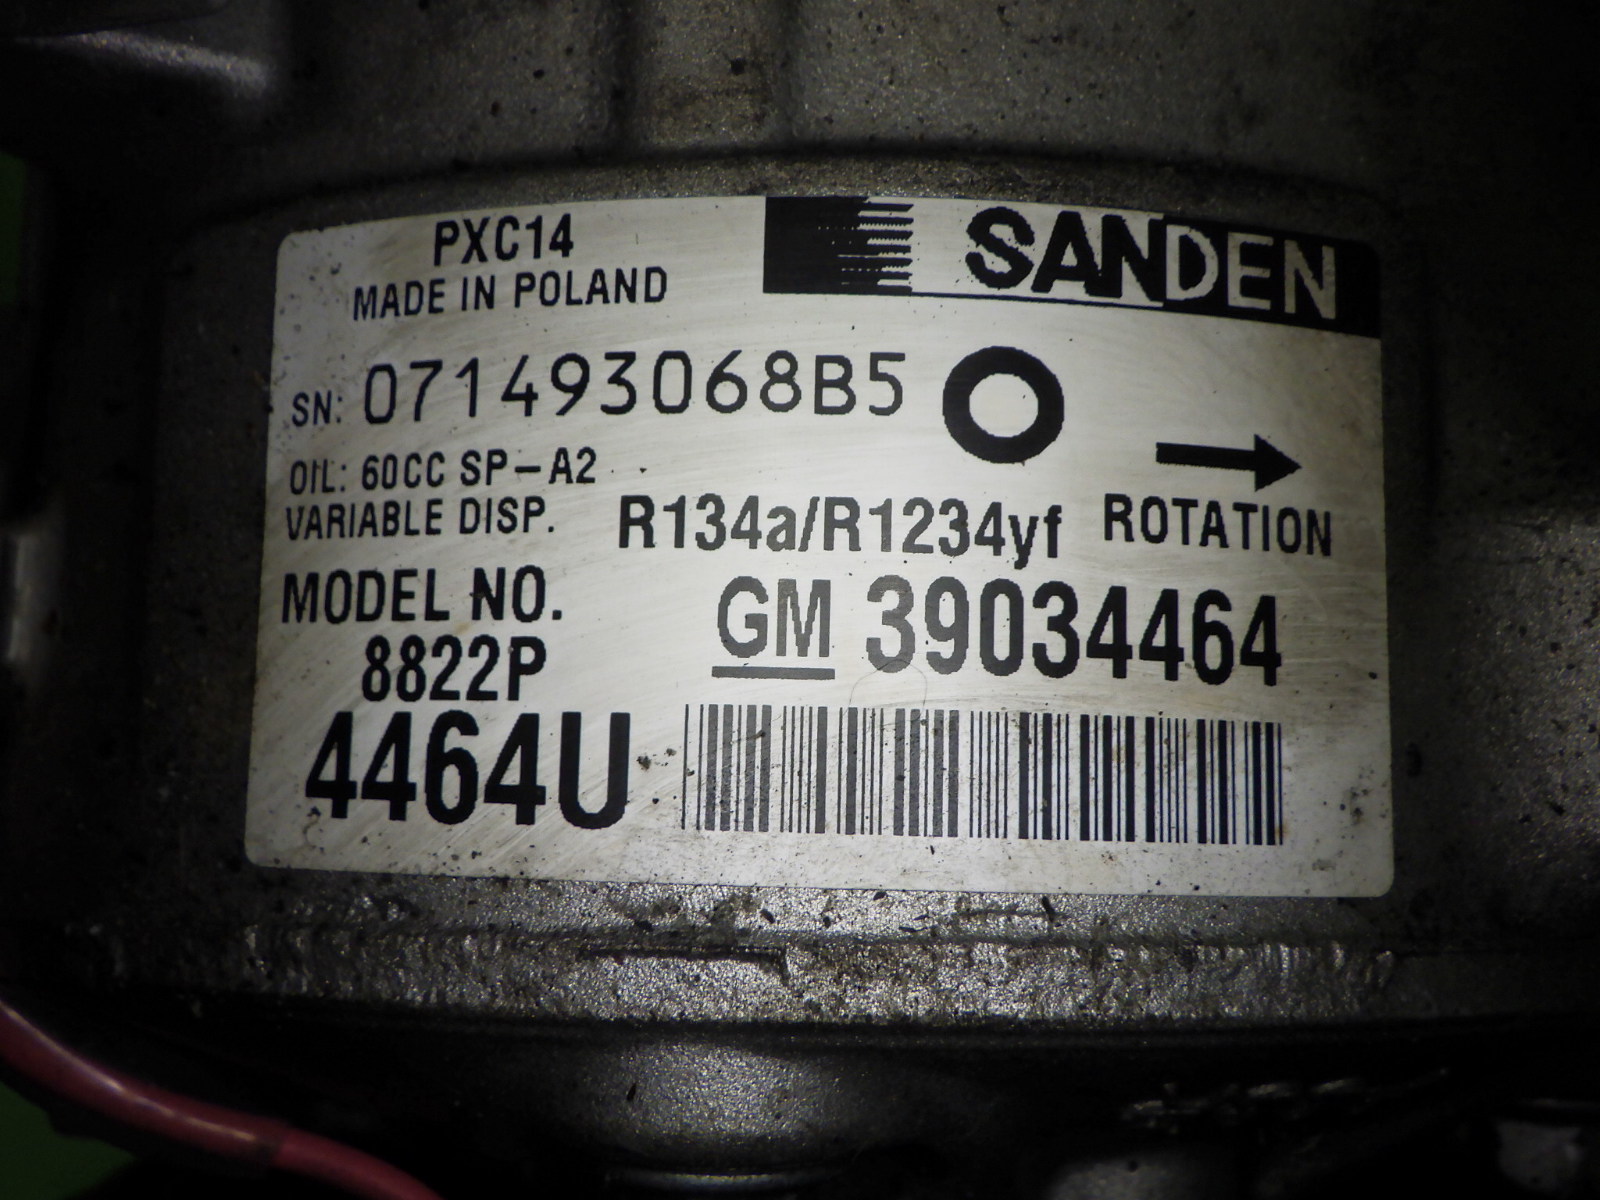 PXC14
SANDEN
MADE IN POLAND
SN: 071493068B5
OIL: 60CC SP-A2
VARIABLE DISP.
R134a/R1234yf
ROTATION
MODEL NO.
8822P
GM 39034464
4464U